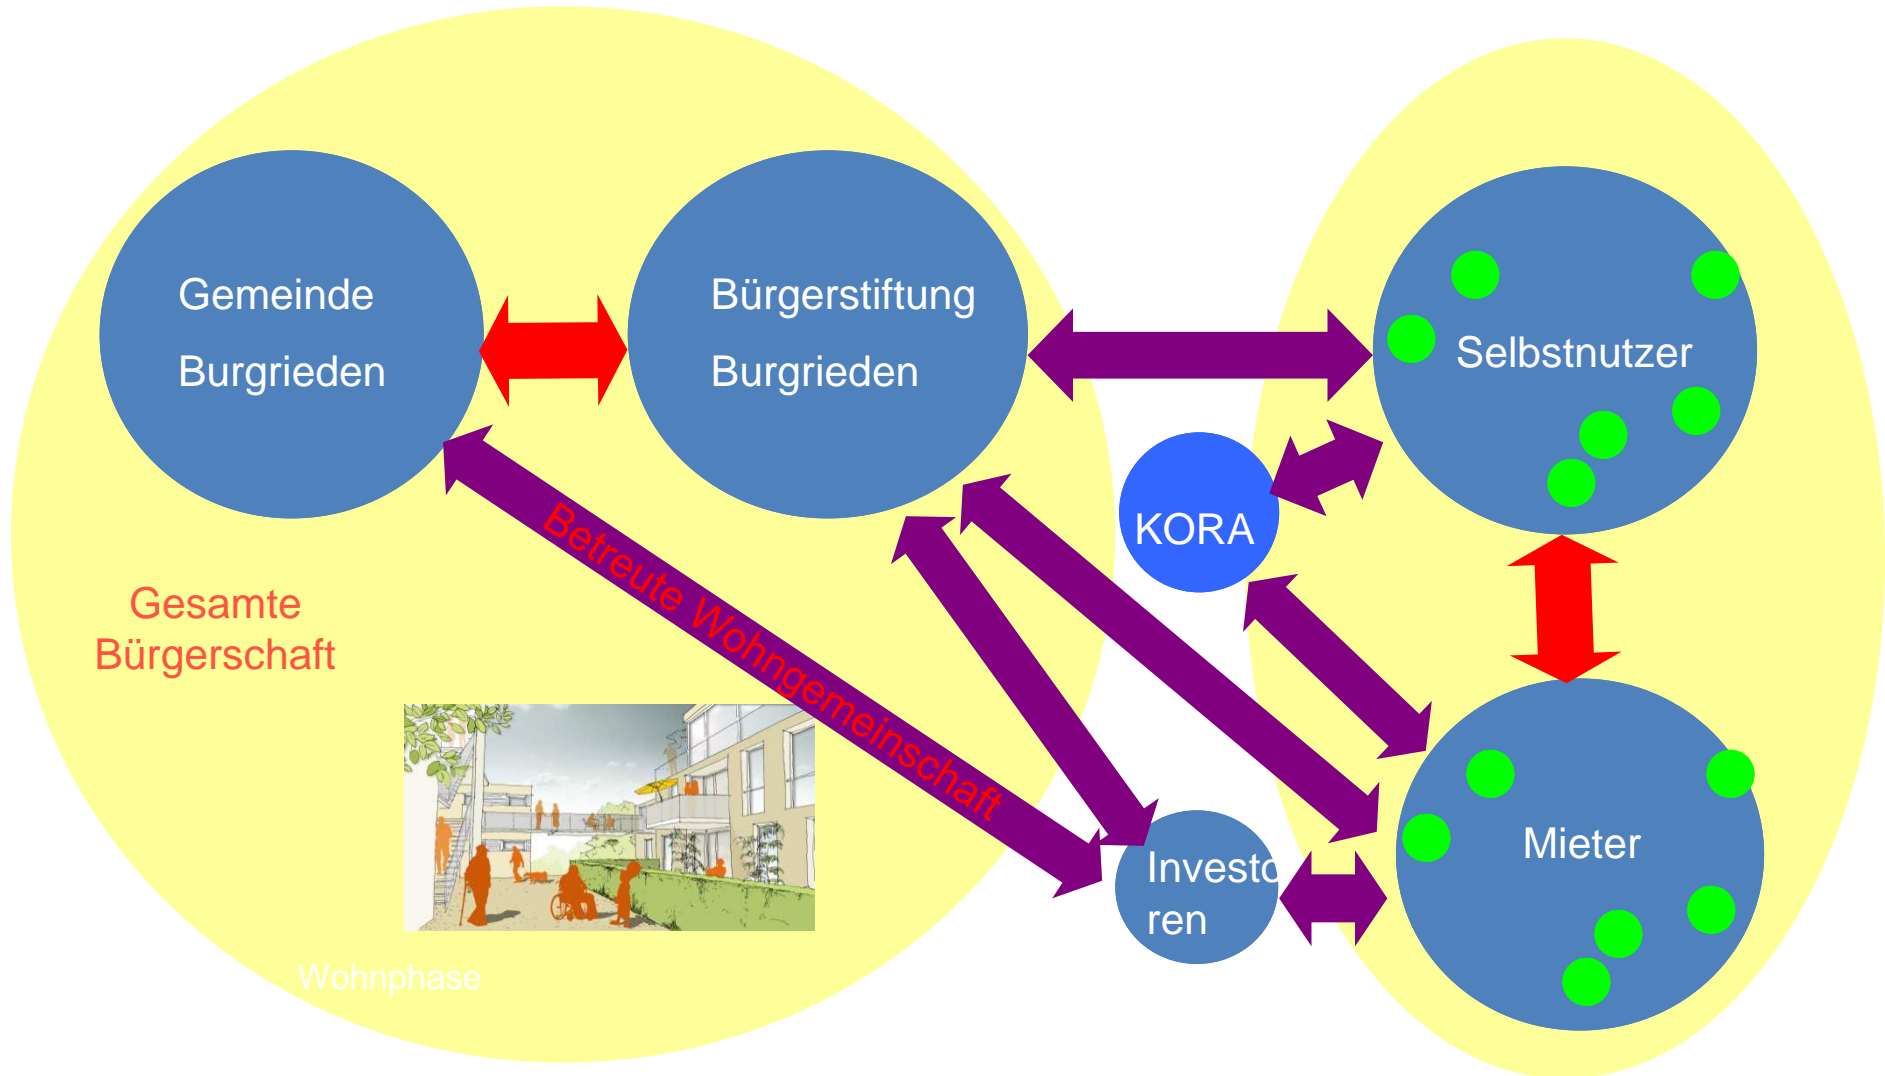 Gemeinde
Burgrieden
Bürgerstiftung
Burgrieden
Selbstnutzer
KORA
Betreute Wohngemeinschaft
Gesamte
Bürgerschaft
Mieter
Investo
ren
Wohnphase